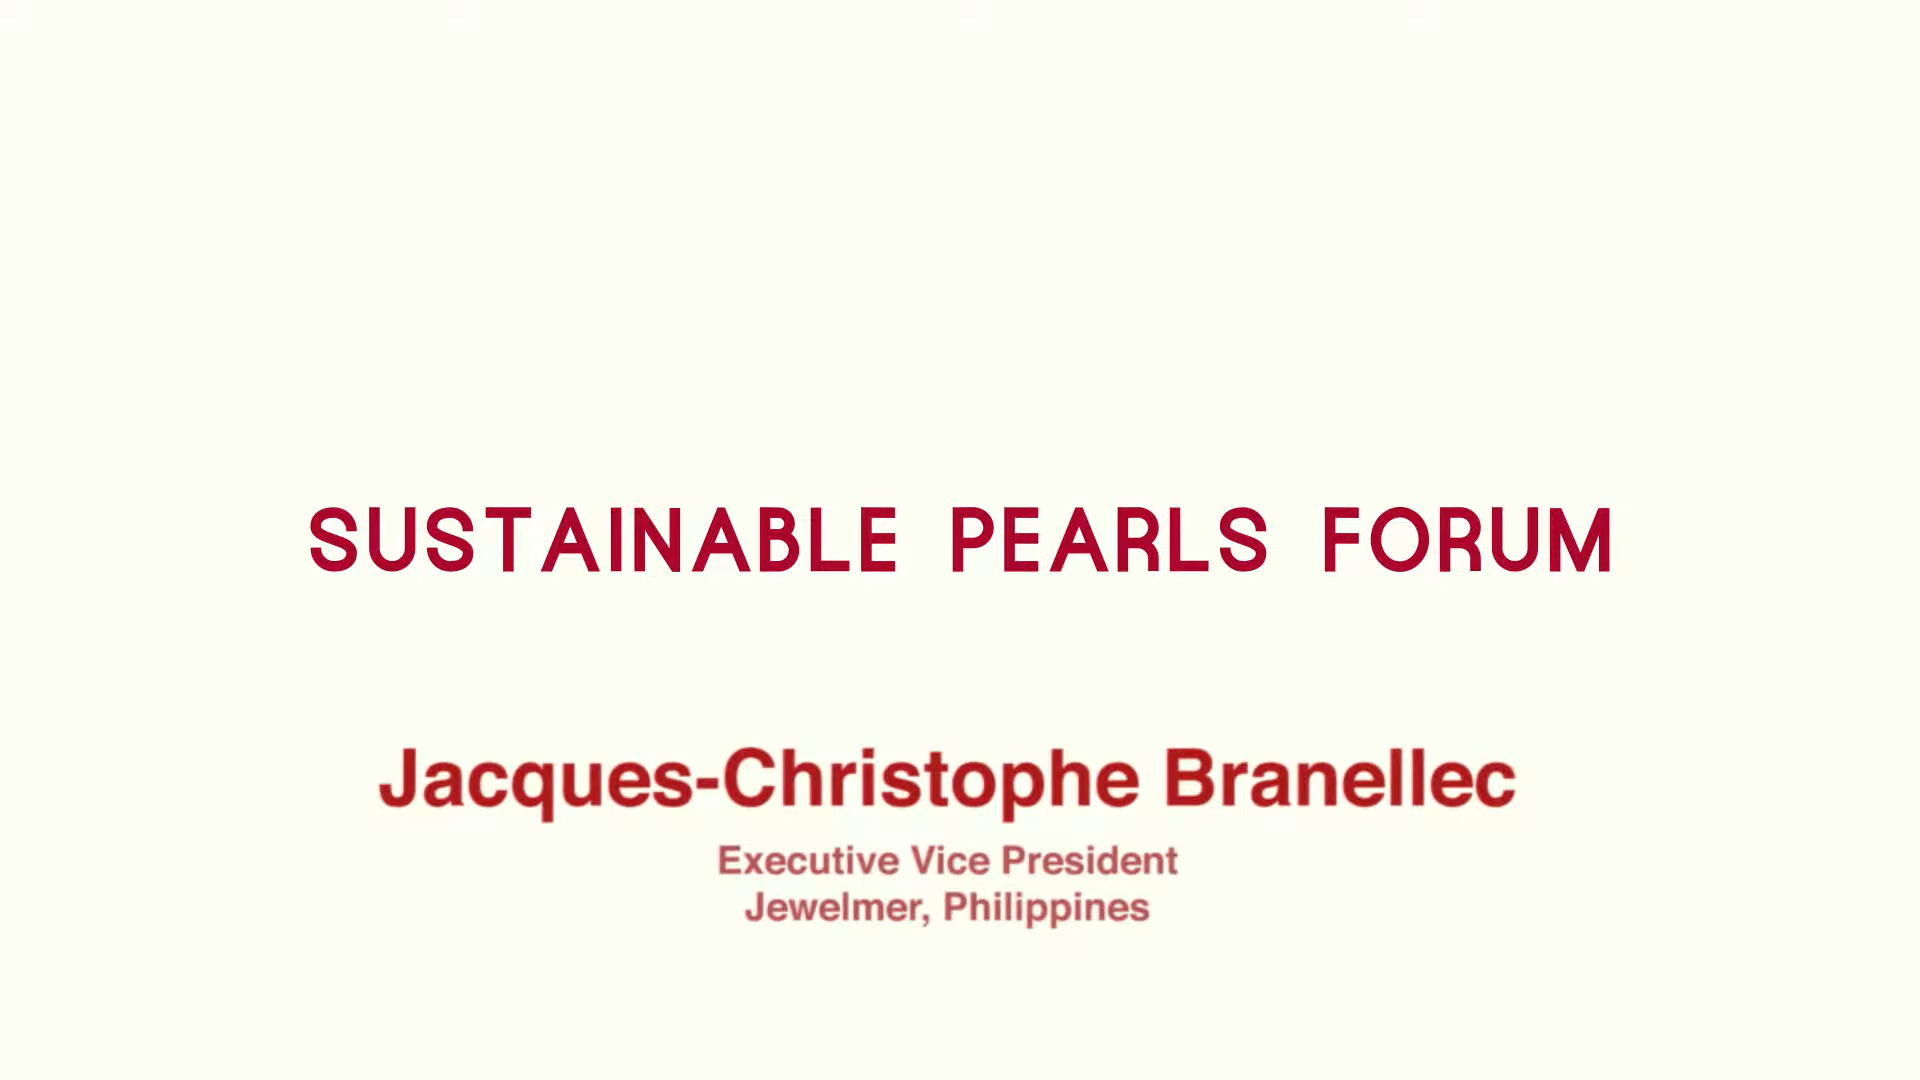 SUSTAINABLE PEARLS FORUM
Jacques-Christophe Branellec
Executive Vice President
Jewelmer, Philippines